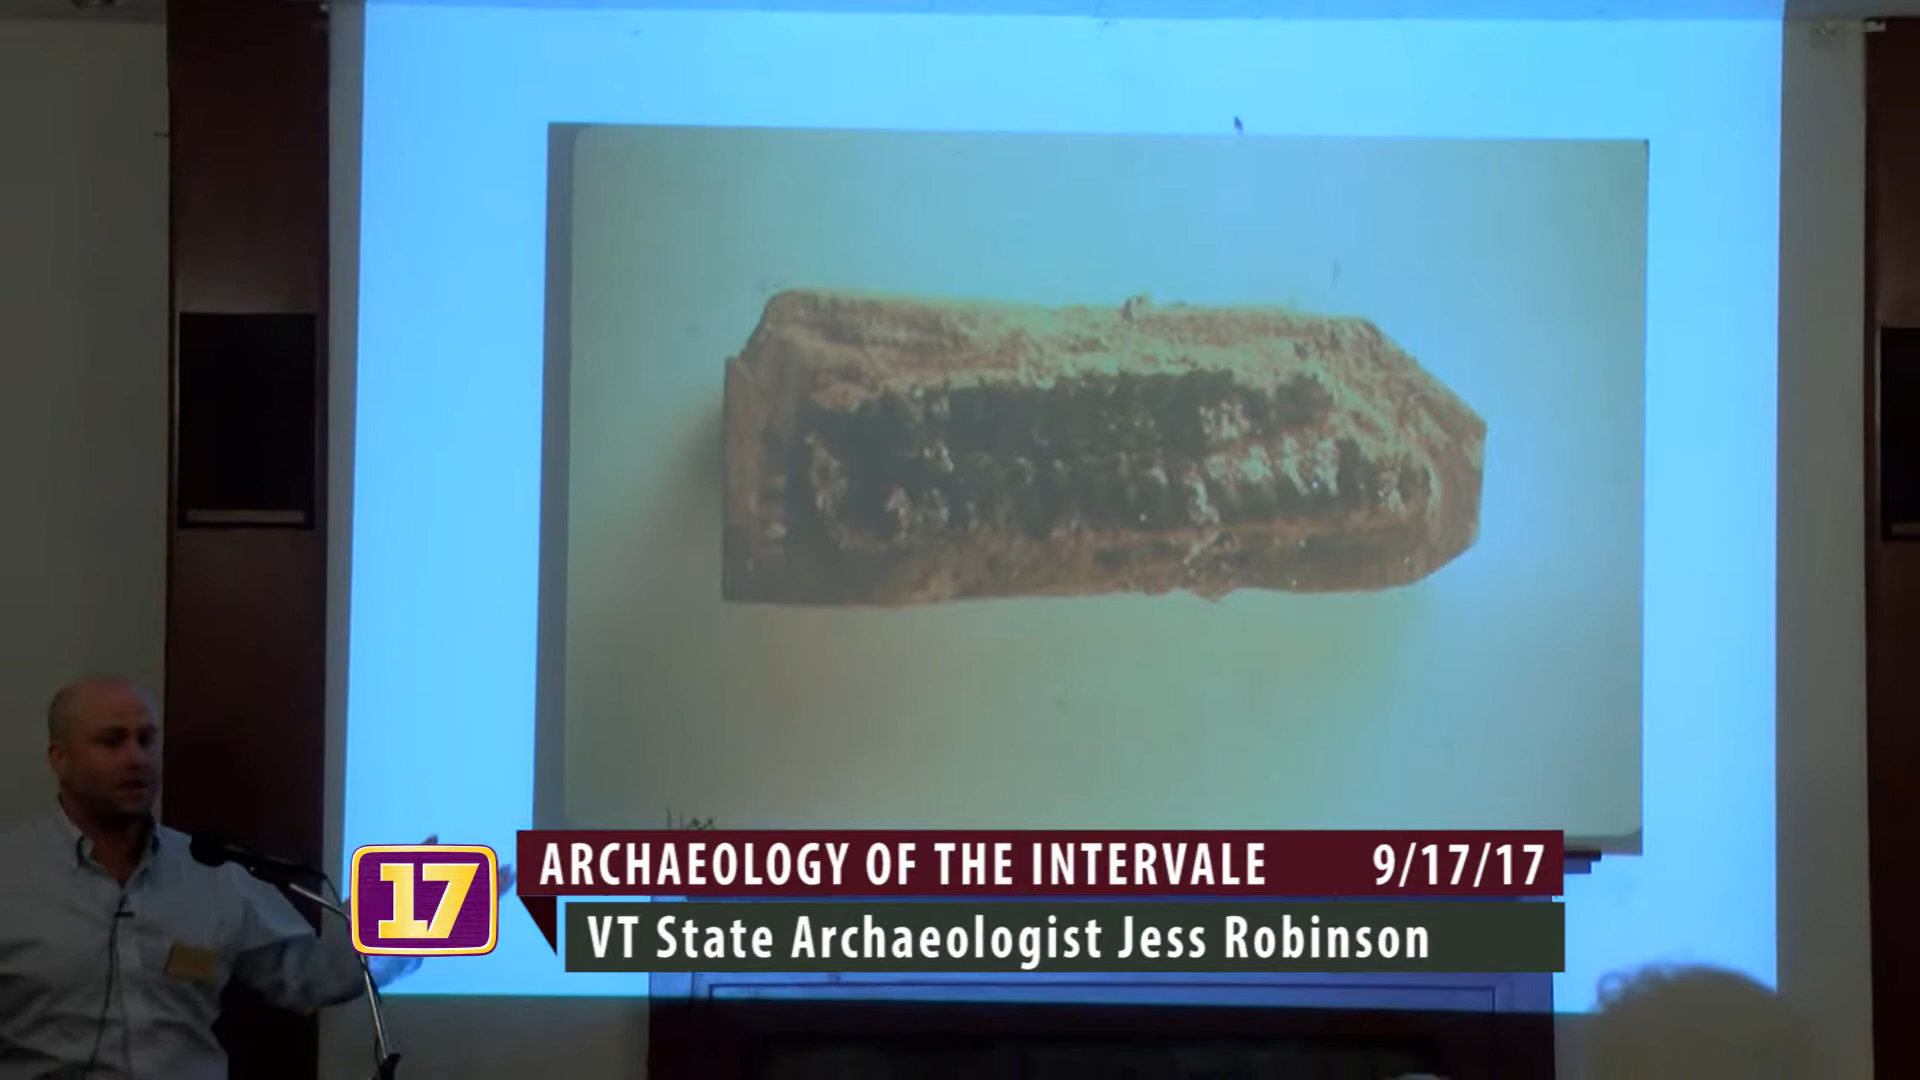 17
ARCHAEOLOGY OF THE INTERVALE 9/17/17
VT State Archaeologist Jess Robinson